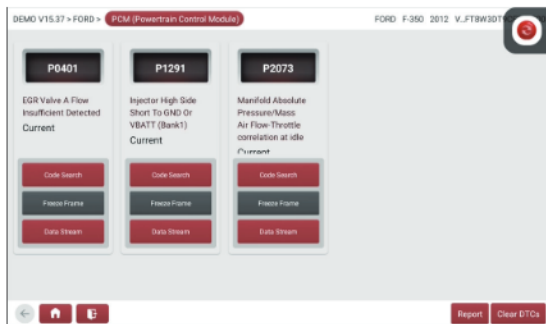 DEMO V15.37 > FORD > PCM (Powertrain Control Module)
FORD F-350 2012
P0401
EGR Valve A Flow
Insufficient Detected
Current
Code Search
Freeze Frame
Data Stream
P1291
Injector High Side
Short To GND Or
VBATT (Bank1)
Current
Code Search
Freeze Frame
Data Stream
P2073
Manifold Absolute
Pressure/Mass
Air Flow-Throttle
correlation at idle
Current
Code Search
Freeze Frame
Data Stream
Report
Clear DTCs